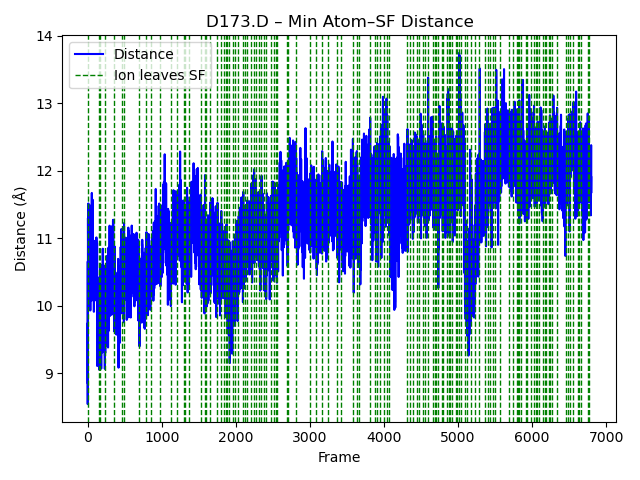 D173.D – Min Atom–SF Distance
Distance
Ion leaves SF
Distance (Å)
14
13
12
11
10
9
0 1000 2000 3000 4000 5000 6000 7000
Frame